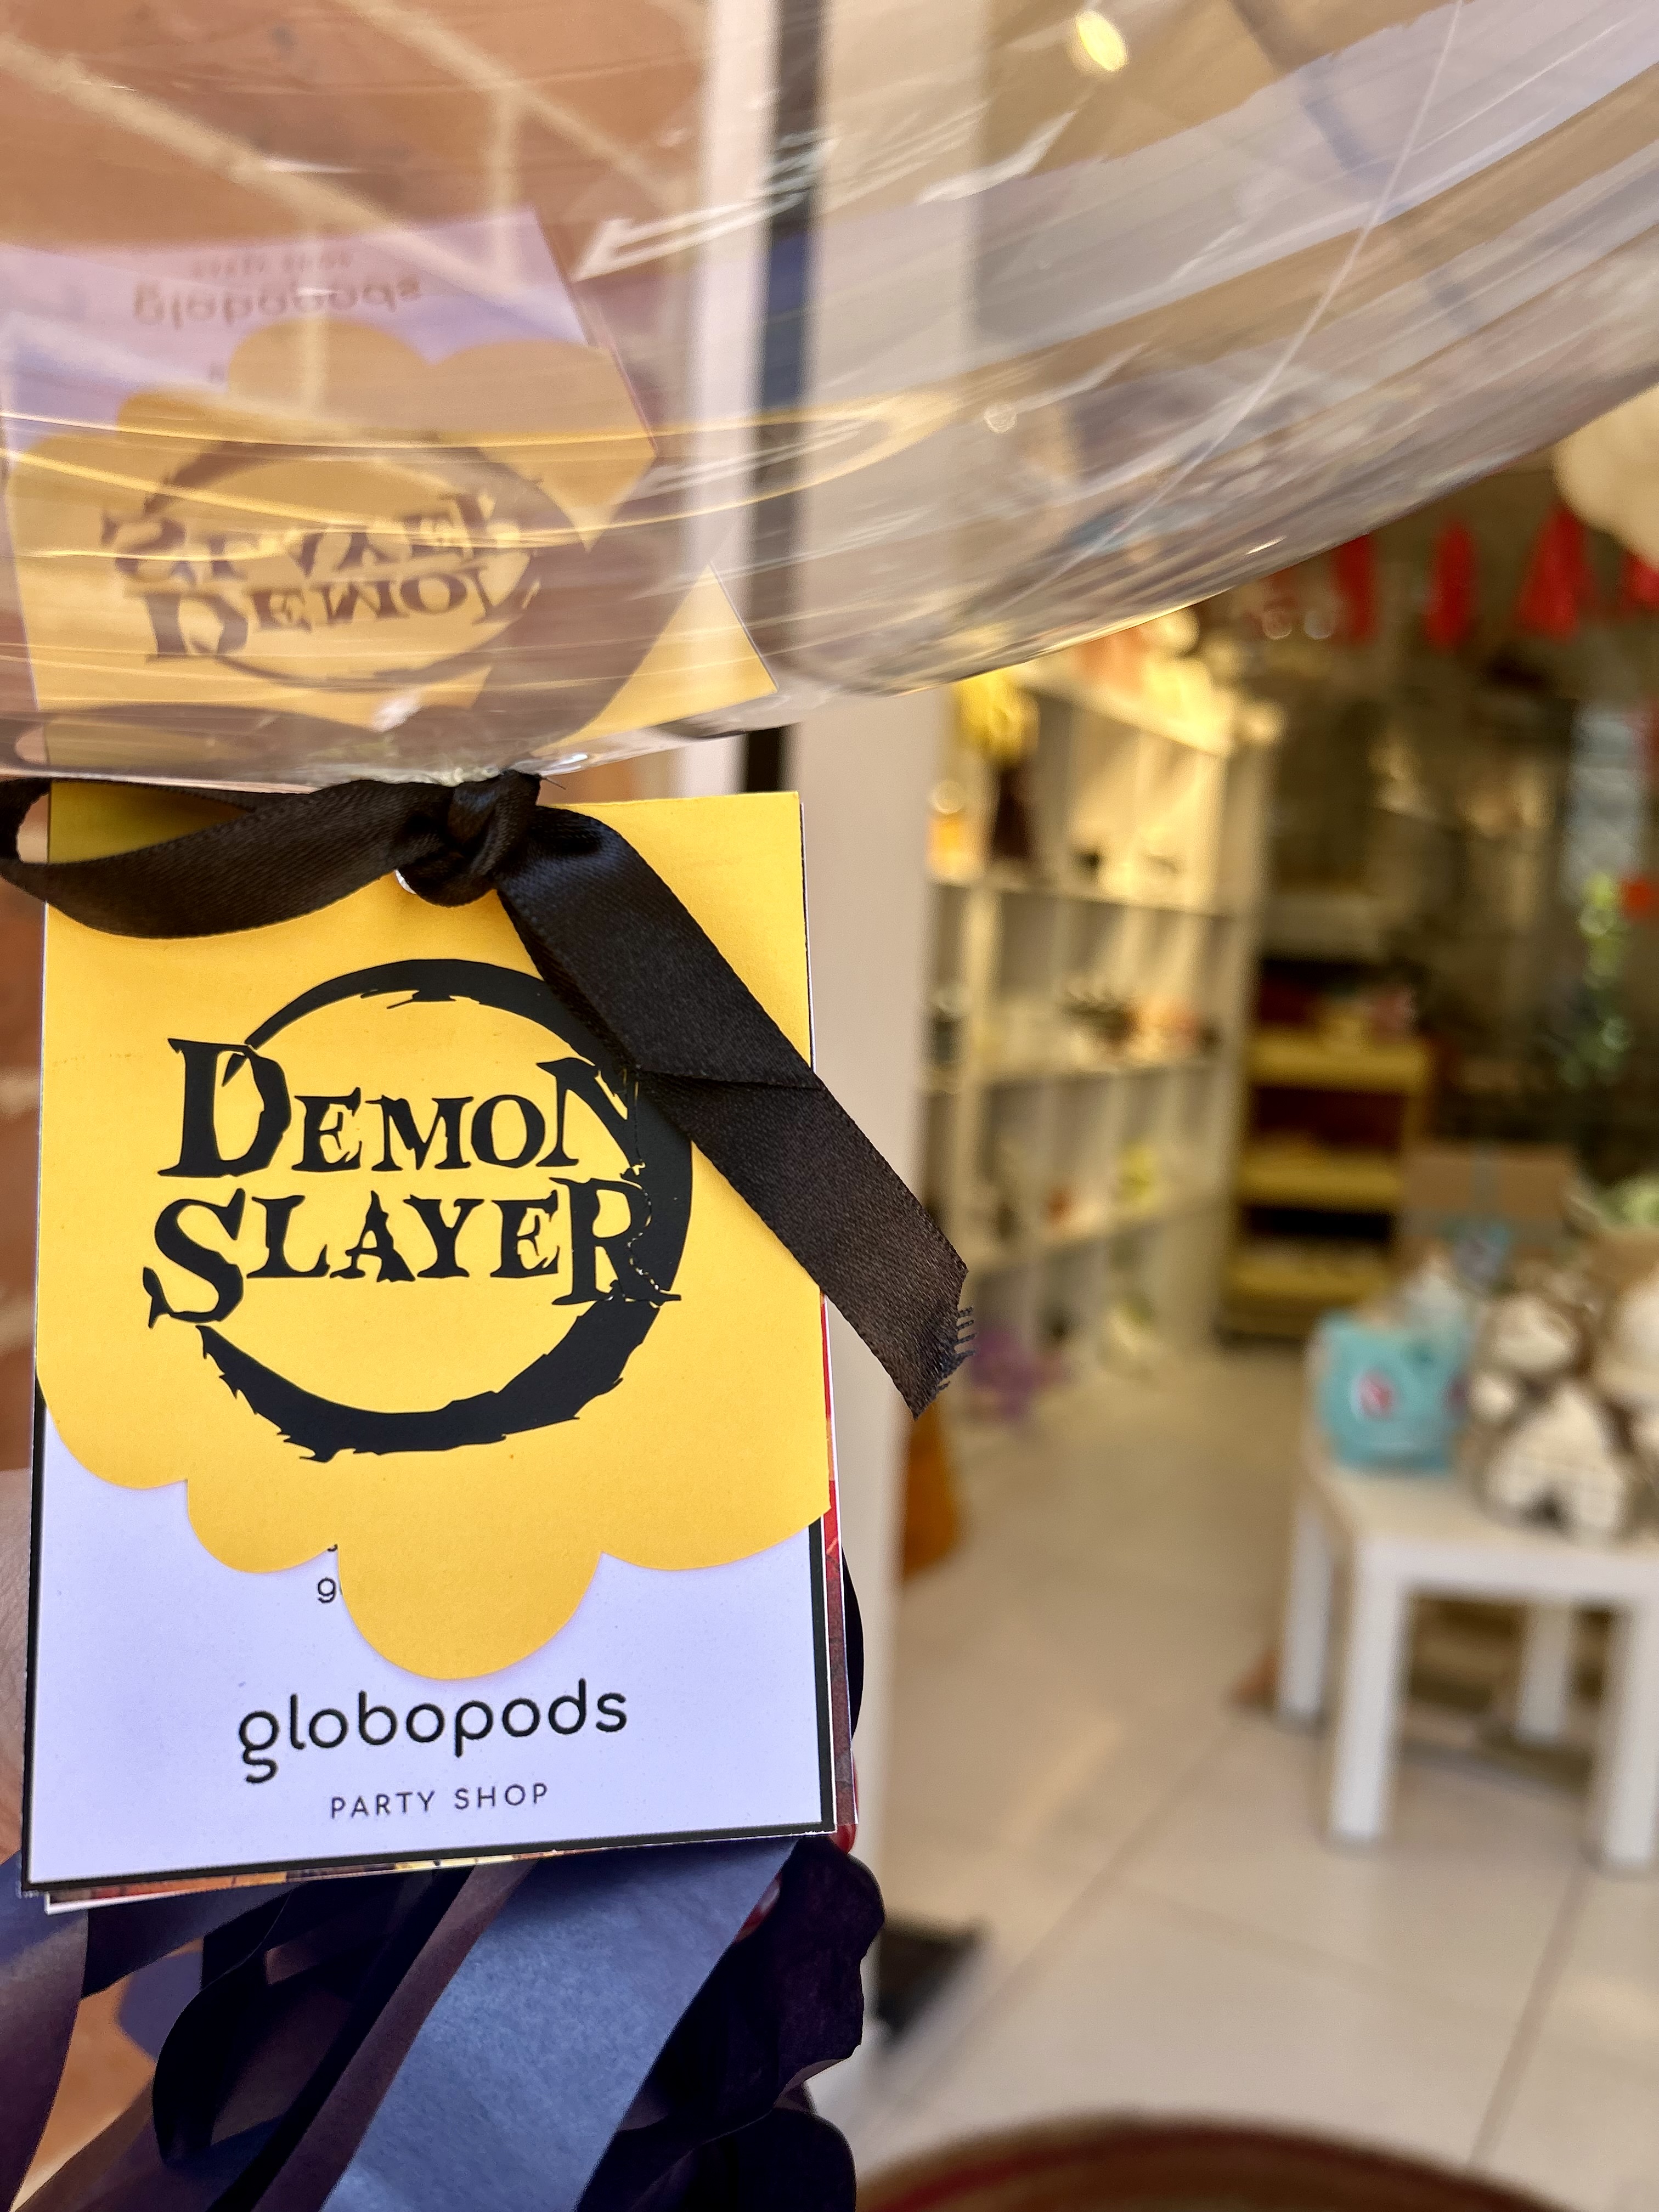 DEMON
SLAYER
g
globopods
PARTY SHOP